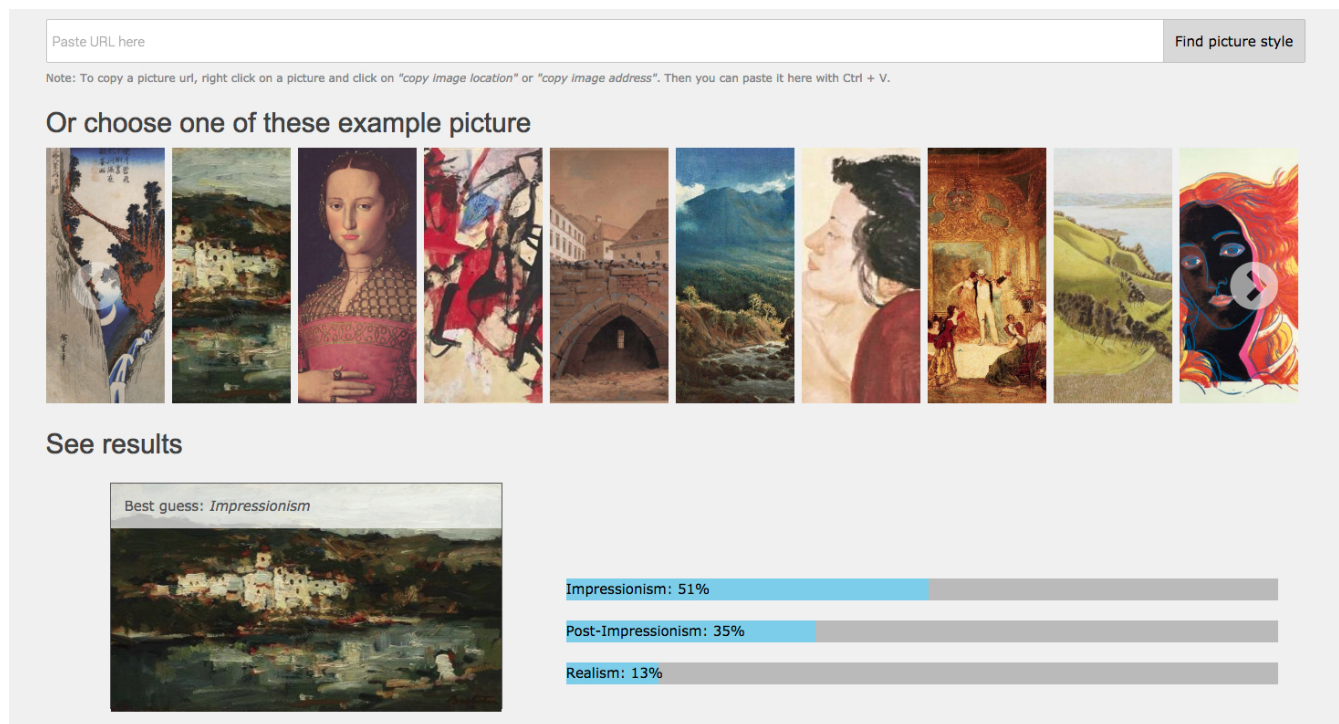 Paste URL here
Find picture style
Note: To copy a picture url, right click on a picture and click on "copy image location" or "copy image address". Then you can paste it here with Ctrl + V.
Or choose one of these example picture
See results
Best guess: Impressionism
Impressionism: 51%
Post-Impressionism: 35%
Realism: 13%